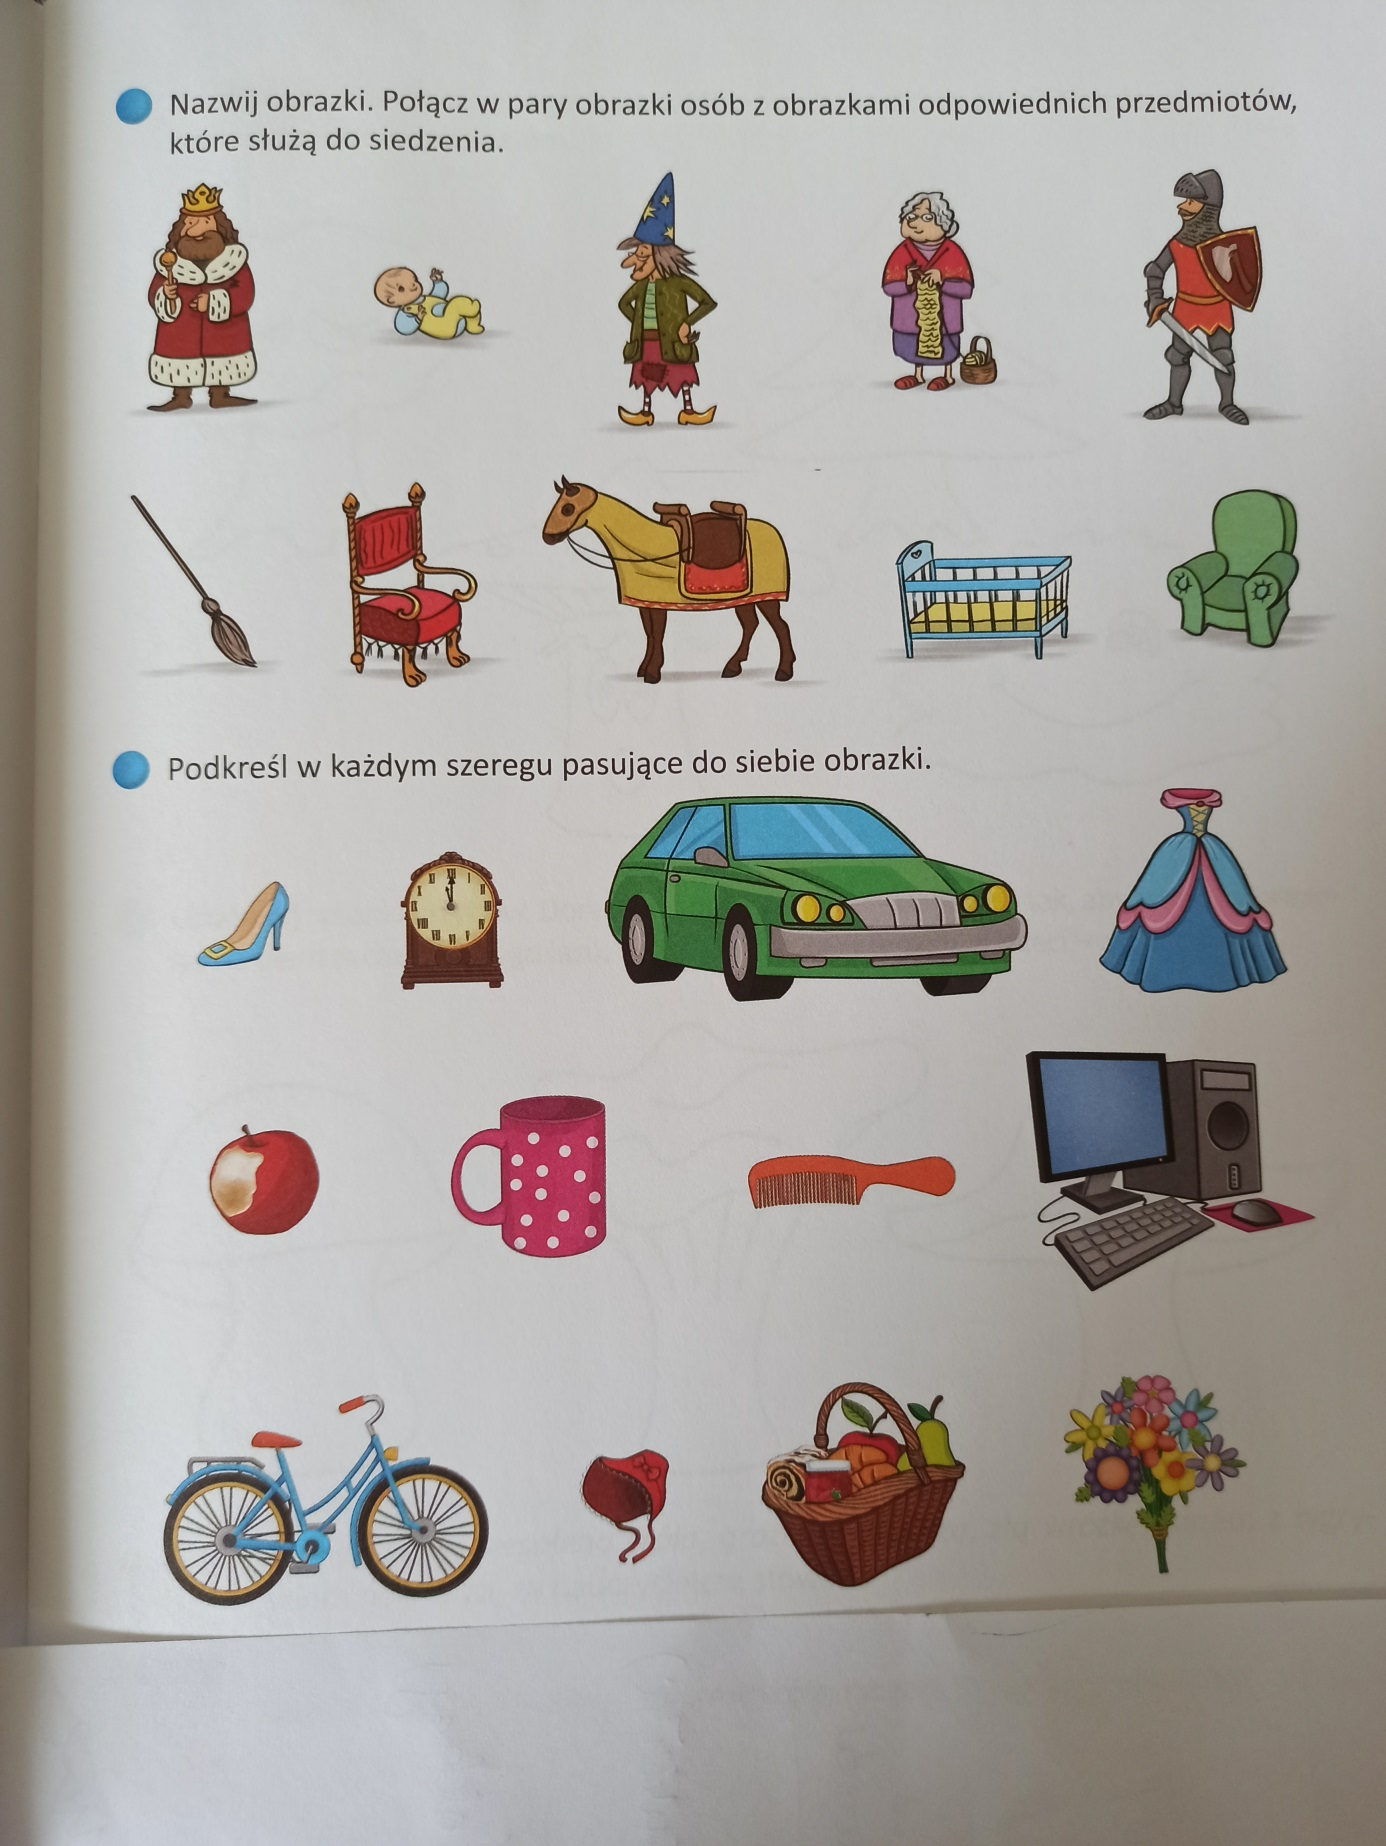 Nazwij obrazki. Połącz w pary obrazki osób z obrazkami odpowiednich przedmiotów,
które służą do siedzenia.
Podkreśl w każdym szeregu pasujące do siebie obrazki.